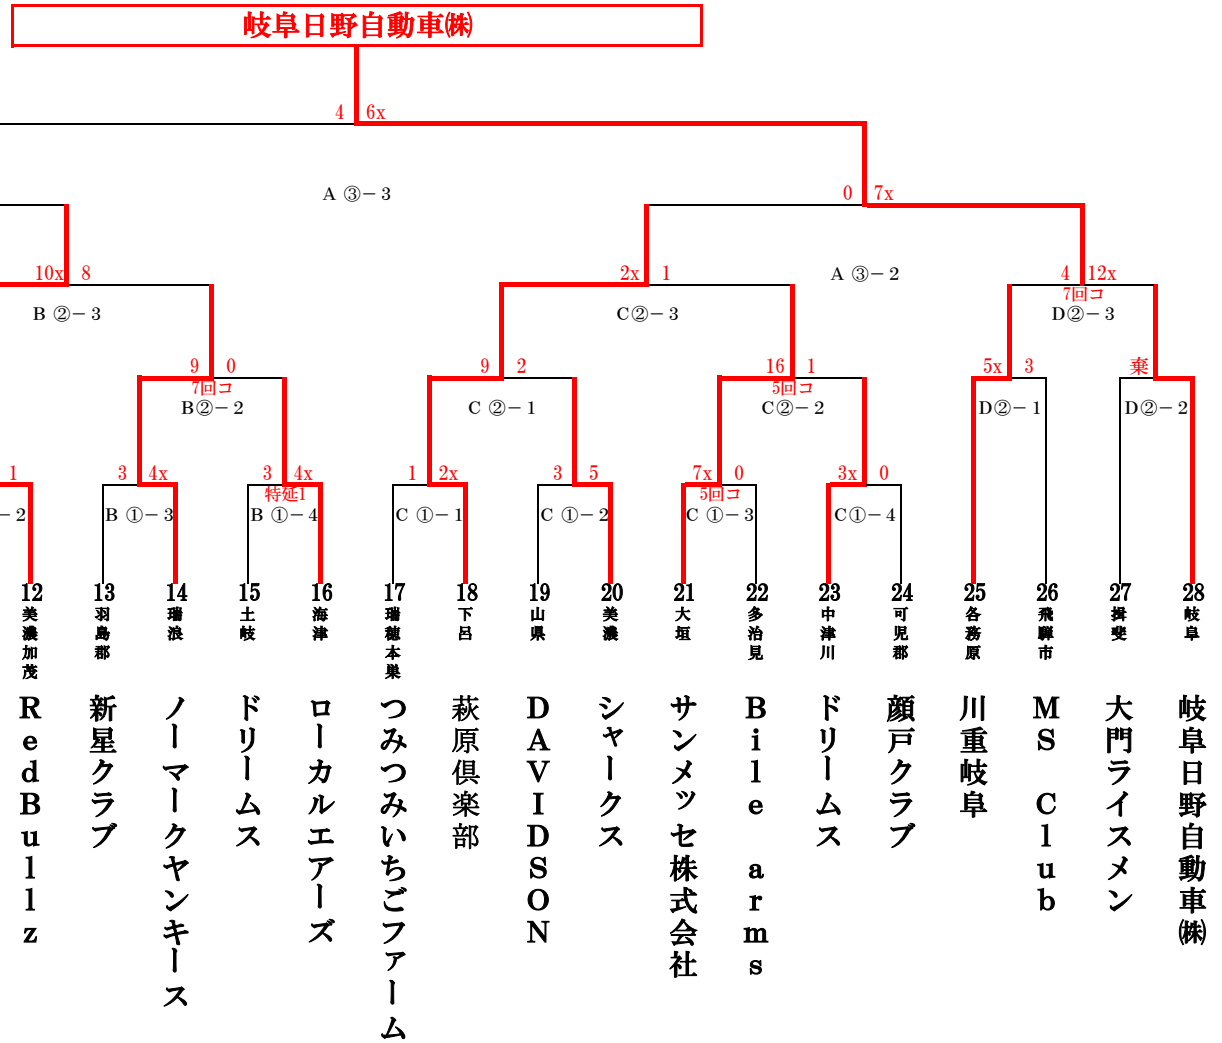 岐阜日野自動車㈱
4 6x
A ③－3
0 7x
10x 8
2x 1
A ③－2
4 12x
7回コ
B ②－3
C②－3
D②－3
9 0
9 2
16 1
5x 3
棄
7回コ
5回コ
B②－2
C ②－1
C②－2
D②－1
D②－2
1
3 4x
3 4x
1 2x
3 5
7x 0
3x 0
特延1
5回コ
－2
B ①－3
B ①－4
C ①－1
C ①－2
C ①－3
C①－4
12 13 14 15 16 17 18 19 20 21 22 23 24 25 26 27 28
美濃加茂
羽島郡
瑞浪
土岐
海津
瑞穂本巣
下呂
山県
美濃
大垣
多治見
中津川
可児郡
各務原
飛騨市
揖斐
岐阜
RedBullz
新星クラブ
ノーマークヤンキース
ドリームス
ローカルエアーズ
つみつみいちごファーム
萩原倶楽部
DAVIDSON
シャークス
サンメッセ株式会社
Bile arms
ドリームス
顔戸クラブ
川重岐阜
MS Club
大門ライスメン
岐阜日野自動車㈱